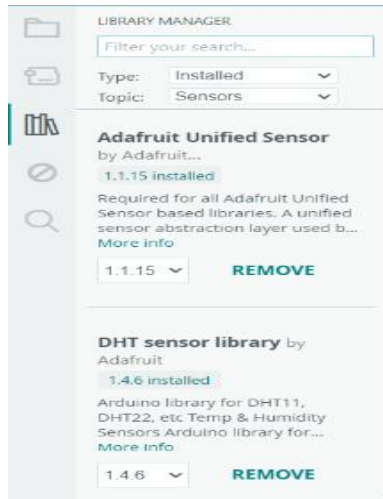 LIBRARY MANAGER
Filter your search...
Type: Installed
Topic: Sensors
Adafruit Unified Sensor
by Adafruit...
1.1.15 installed
Required for all Adafruit Unified
Sensor based libraries. A unified
sensor abstraction layer used b...
More info
1.1.15 REMOVE
DHT sensor library by
Adafruit
1.4.6 installed
Arduino library for DHT11,
DHT22, etc Temp & Humidity
Sensors Arduino library for...
More info
1.4.6 REMOVE